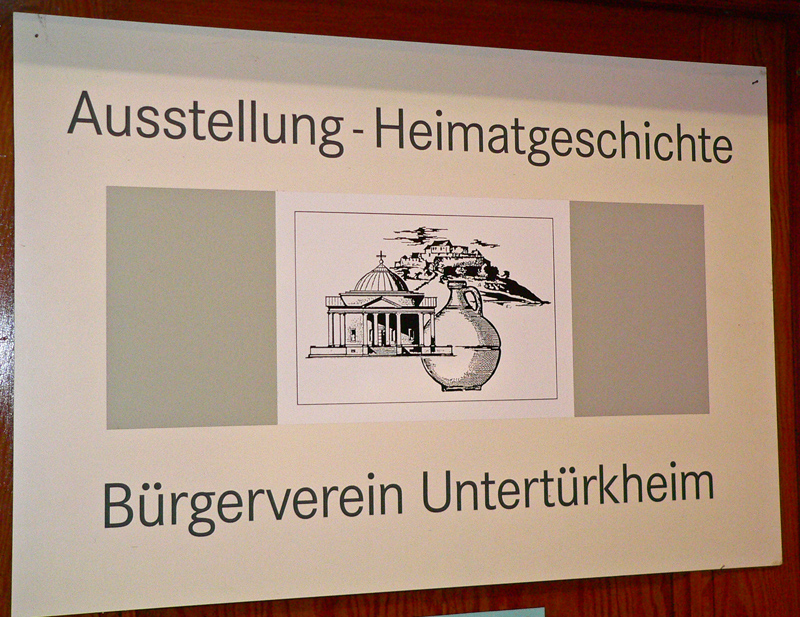 Ausstellung - Heimatgeschichte
Bürgerverein Untertürkheim